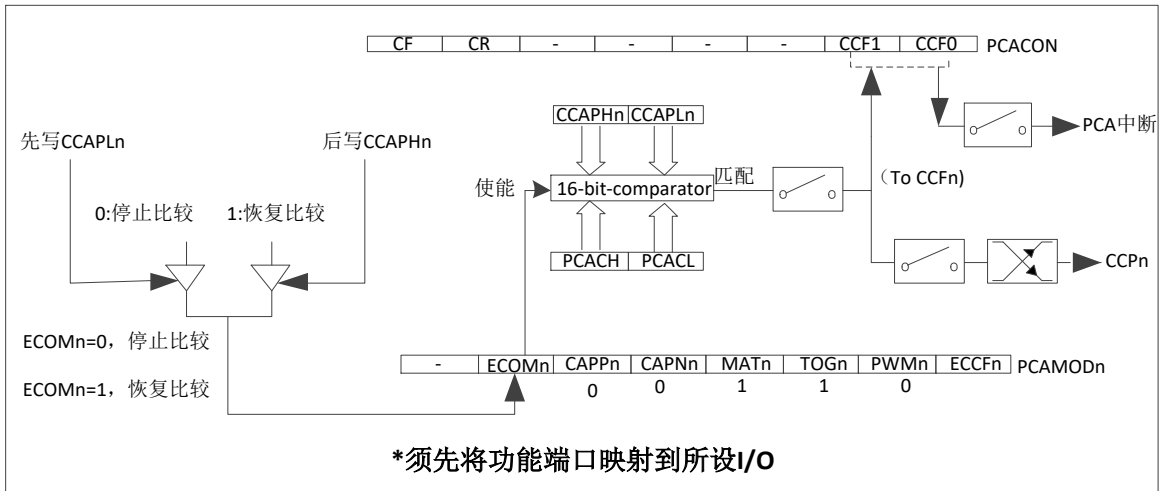 CF CR - - - - CCF1 CCF0 PCACON
先写CCAPLn 后写CCAPHn
CCAPHn CCAPLn
PCA中断
0:停止比较 1:恢复比较
使能 16-bit-comparator 匹配 （To CCFn)
PCACH PCACL
CCPn
ECOMn=0，停止比较
- ECOMn CAPPn CAPNn MATn TOGn PWMn ECCFn PCAMODn
ECOMn=1，恢复比较
0 0 1 1 0
*须先将功能端口映射到所设I/O